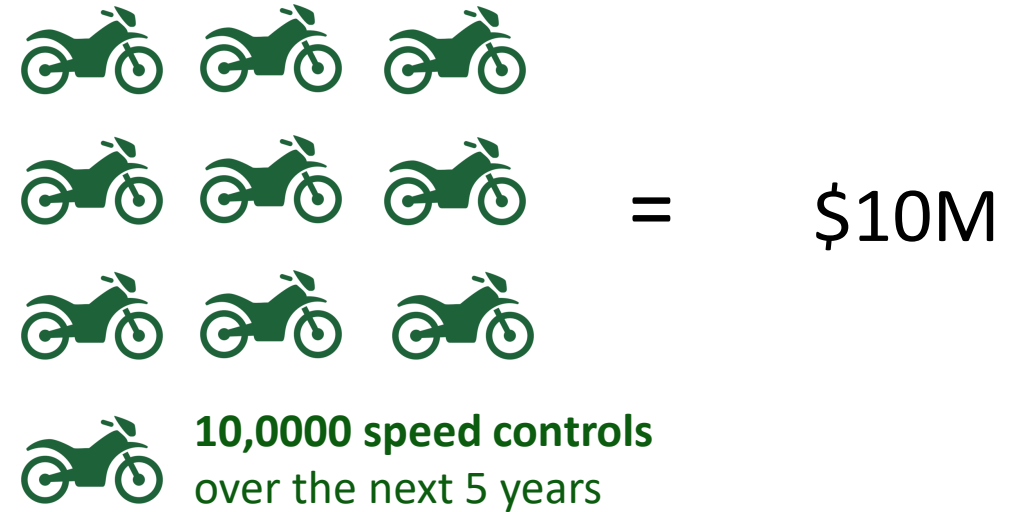 = $10M
10,0000 speed controls
over the next 5 years